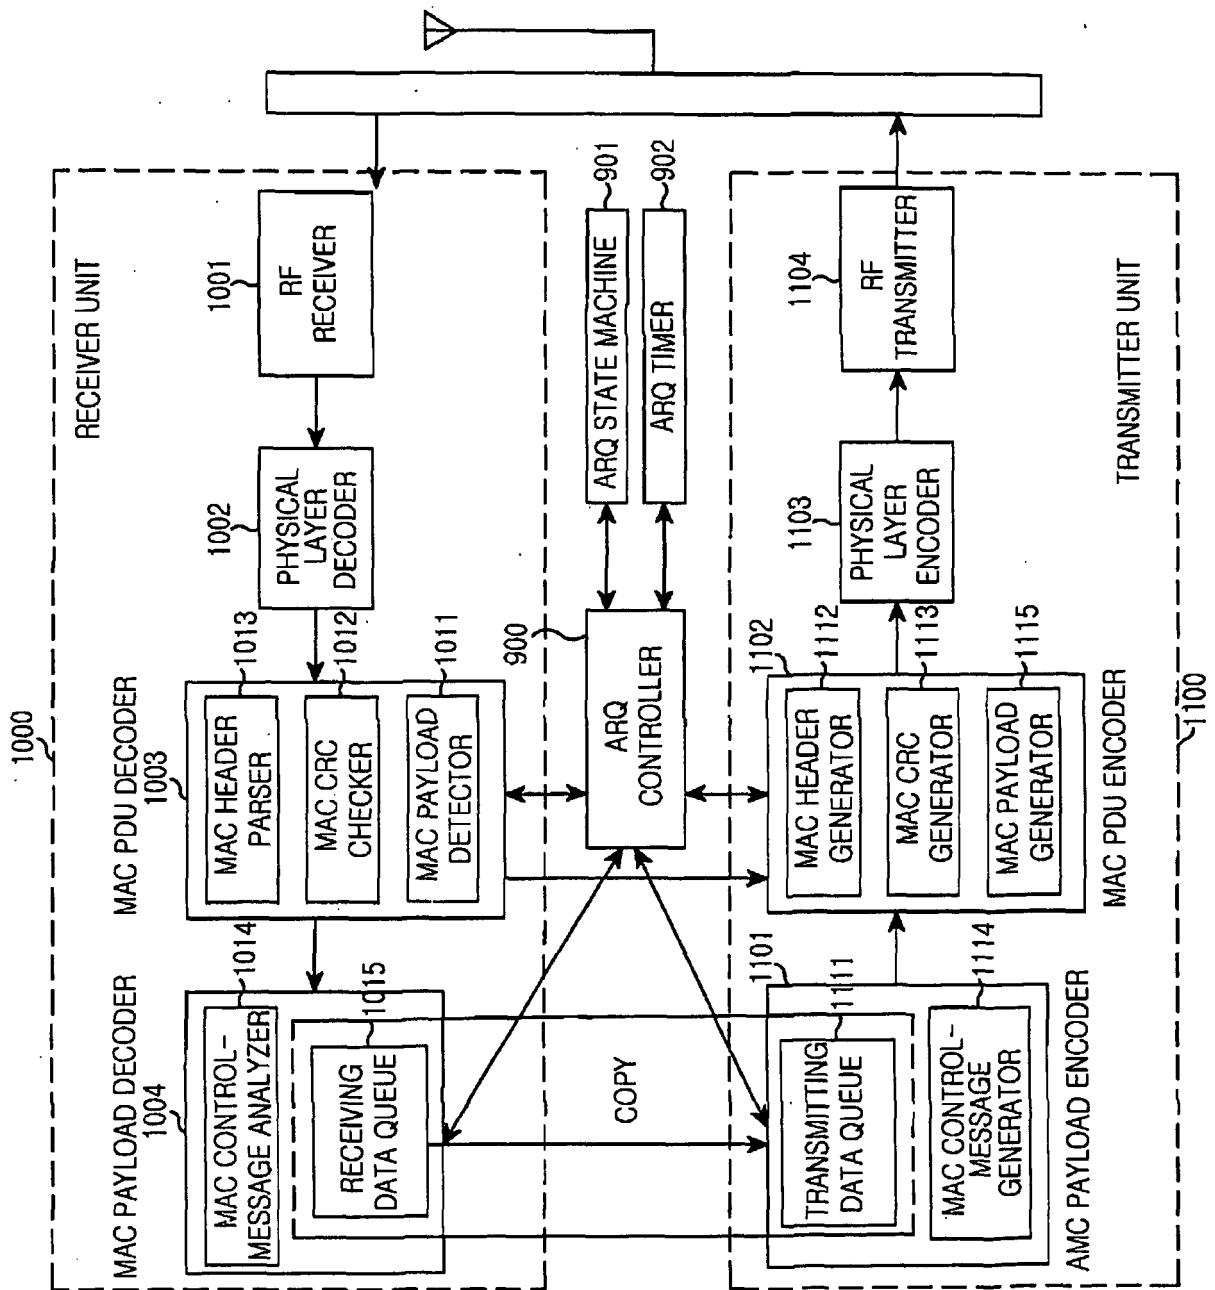 1000
MAC PAYLOAD DECODER
1004
MAC CONTROL-
MESSAGE ANALYZER
1014
RECEIVING
DATA QUEUE
1015
MAC PDU DECODER
1003
MAC HEADER
PARSER
1013
MAC CRC
CHECKER
1012
MAC PAYLOAD
DETECTOR
1011
1002
PHYSICAL
LAYER
DECODER
RECEIVER UNIT
1001
RF
RECEIVER
COPY
900
ARQ
CONTROLLER
ARQ STATE MACHINE
901
ARQ TIMER
902
1101
TRANSMITTING
DATA QUEUE
1111
MAC CONTROL-
MESSAGE
GENERATOR
1114
AMC PAYLOAD ENCODER
1102
MAC HEADER
GENERATOR
1112
MAC CRC
GENERATOR
1113
MAC PAYLOAD
GENERATOR
1115
MAC PDU ENCODER
1103
PHYSICAL
LAYER
ENCODER
1104
RF
TRANSMITTER
TRANSMITTER UNIT
1100